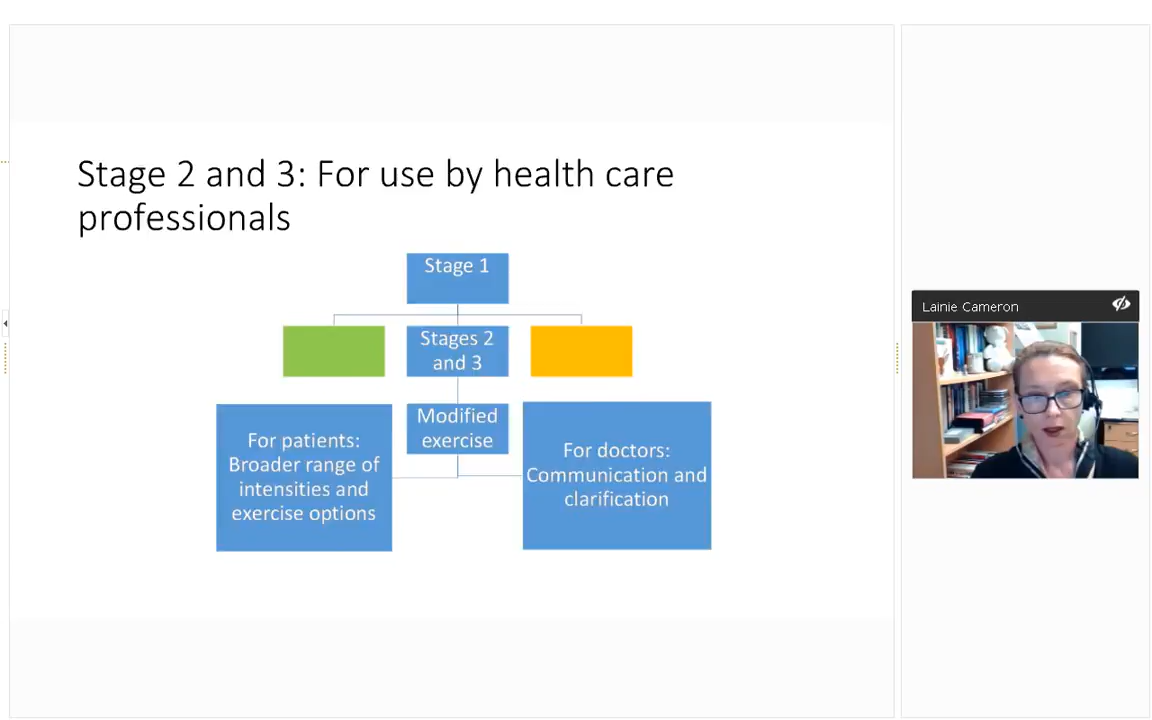 Stage 2 and 3: For use by health care
professionals
Stage 1
Stages 2
and 3
Modified
exercise
For patients:
Broader range of
intensities and
exercise options
For doctors:
Communication and
clarification
Lainie Cameron